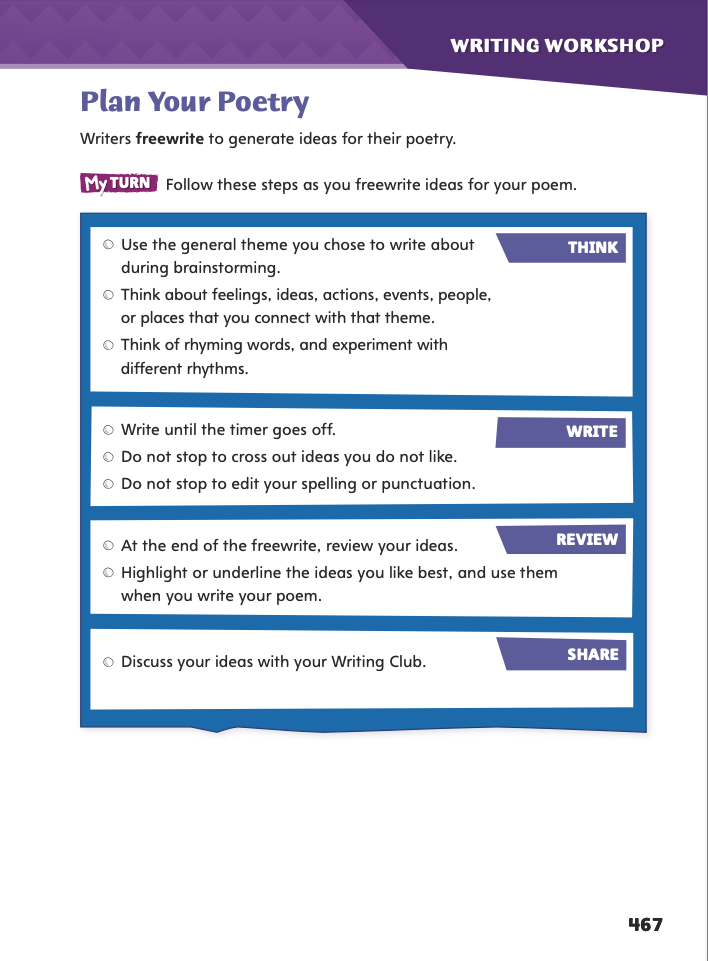 WRITING WORKSHOP
Plan Your Poetry
Writers freewrite to generate ideas for their poetry.
My TURN Follow these steps as you freewrite ideas for your poem.
THINK
Use the general theme you chose to write about
during brainstorming.
Think about feelings, ideas, actions, events, people,
or places that you connect with that theme.
Think of rhyming words, and experiment with
different rhythms.
WRITE
Write until the timer goes off.
Do not stop to cross out ideas you do not like.
Do not stop to edit your spelling or punctuation.
REVIEW
At the end of the freewrite, review your ideas.
Highlight or underline the ideas you like best, and use them
when you write your poem.
SHARE
Discuss your ideas with your Writing Club.
467